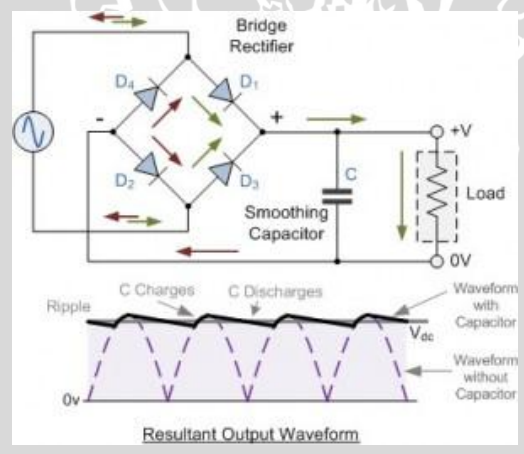 Bridge
Rectifier
D4
D1
-
+
+V
D2
D3
C
Load
Smoothing
Capacitor
0V
C Charges
C Discharges
Waveform
with
Capacitor
Ripple
Vdc
Waveform
without
Capacitor
0v
Resultant Output Waveform